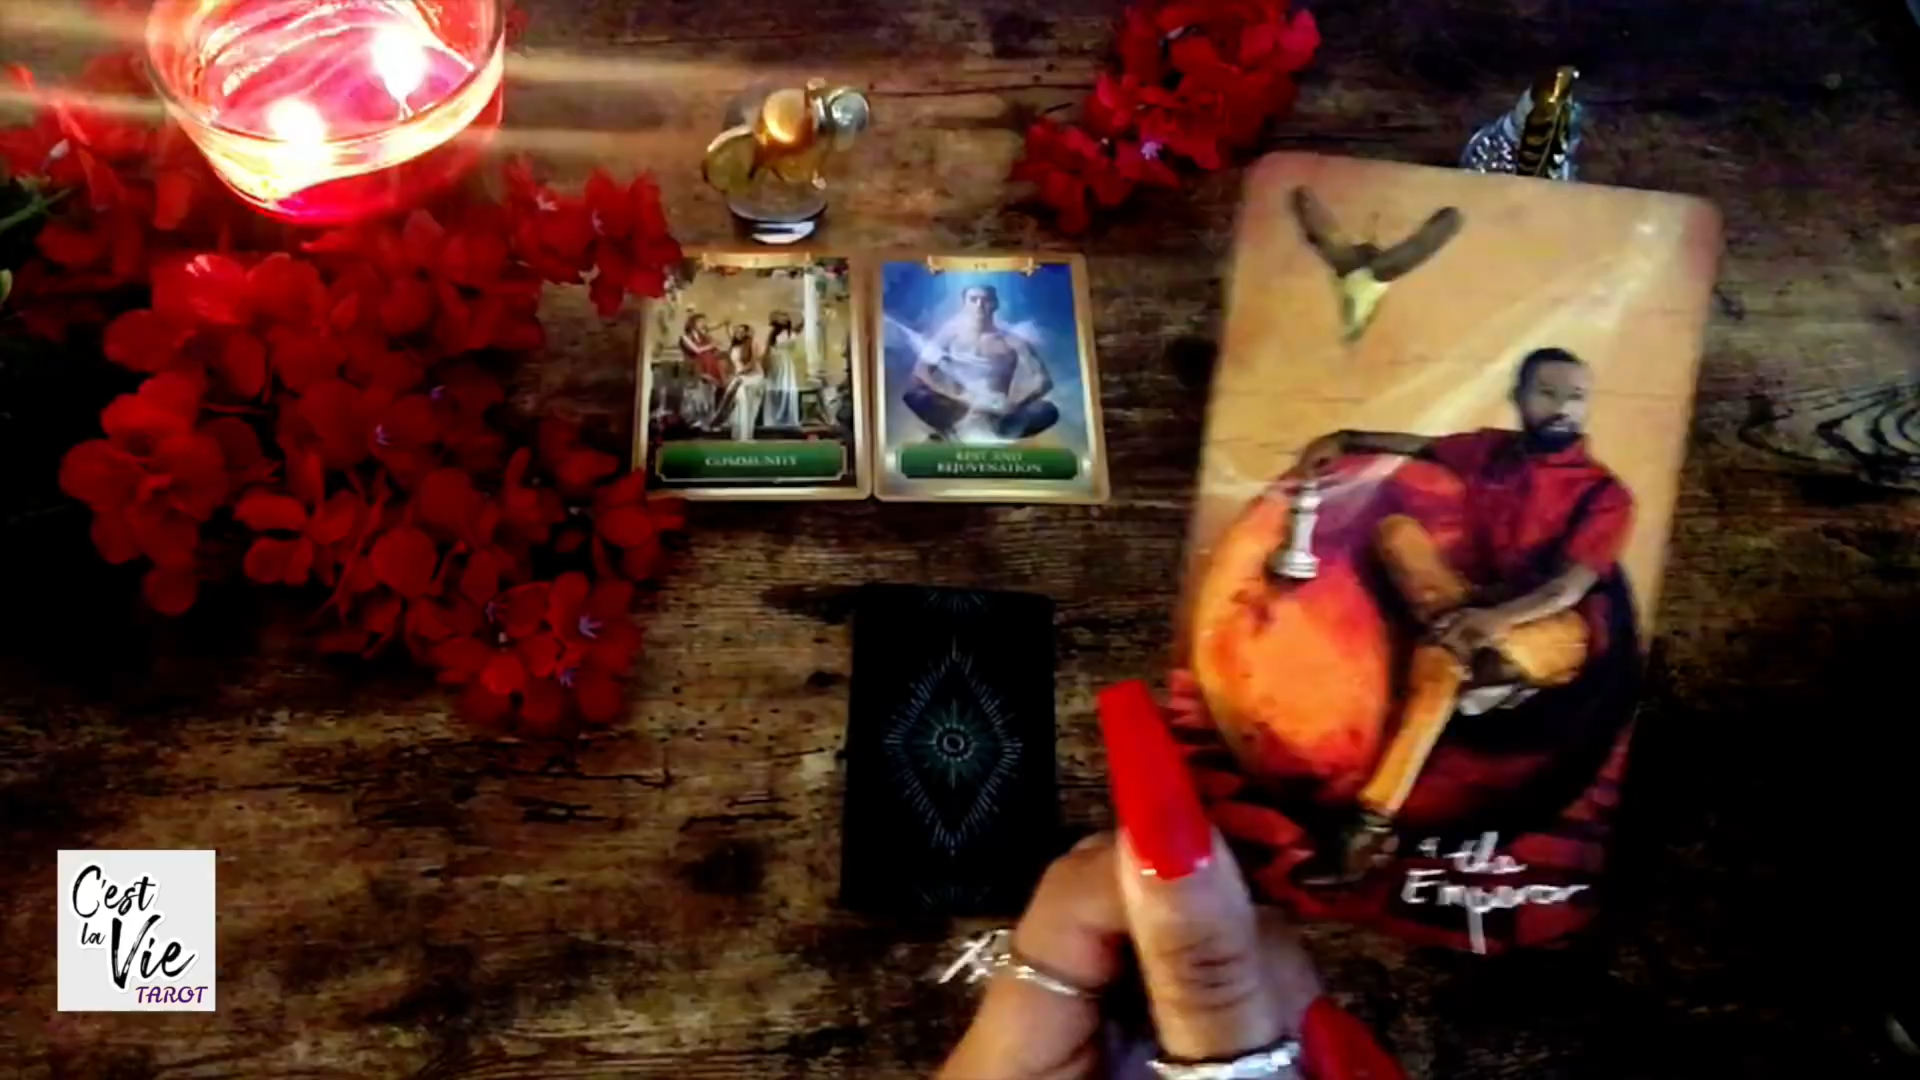 COMMUNITY
REST AND
REJUVENATION
the
Emperor
C'est
la Vie
TAROT